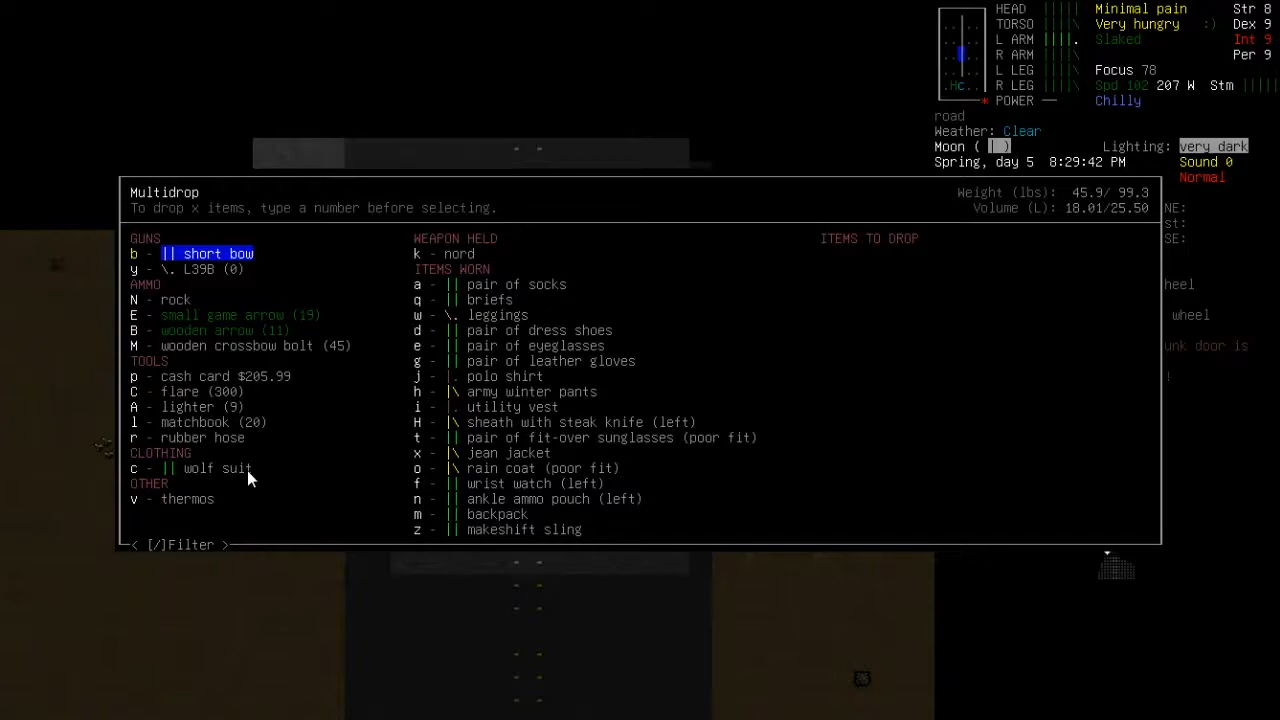 HEAD ||||| Minimal pain Str 8
TORSO ||||\ Very hungry :) Dex 9
L ARM ||||. Slaked Int 9
R ARM ||||\ Per 9
L LEG ||||\ Focus 78
R LEG ||||\ Spd 102 207 W Stm |||||
* POWER — Chilly
.Hc..
road
Weather: Clear
Moon ( | ) Lighting: very dark
Spring, day 5 8:29:42 PM Sound 0
Normal
Multidrop Weight (lbs): 45.9/ 99.3
To drop x items, type a number before selecting. Volume (L): 18.01/25.50
NE:
st:
SE:
heel
wheel
unk door is
!
GUNS
b - || short bow
y - \. L39B (0)
AMMO
N - rock
E - small game arrow (19)
B - wooden arrow (11)
M - wooden crossbow bolt (45)
TOOLS
p - cash card $205.99
C - flare (300)
A - lighter (9)
l - matchbook (20)
r - rubber hose
CLOTHING
c - || wolf suit
OTHER
v - thermos
WEAPON HELD
k - nord
ITEMS WORN
a - || pair of socks
q - || briefs
w - \. leggings
d - || pair of dress shoes
e - || pair of eyeglasses
g - || pair of leather gloves
j - |. polo shirt
h - |\ army winter pants
i - |. utility vest
H - |\ sheath with steak knife (left)
t - || pair of fit-over sunglasses (poor fit)
x - |\ jean jacket
o - |\ rain coat (poor fit)
f - || wrist watch (left)
n - || ankle ammo pouch (left)
m - || backpack
z - || makeshift sling
ITEMS TO DROP
< [/]Filter >